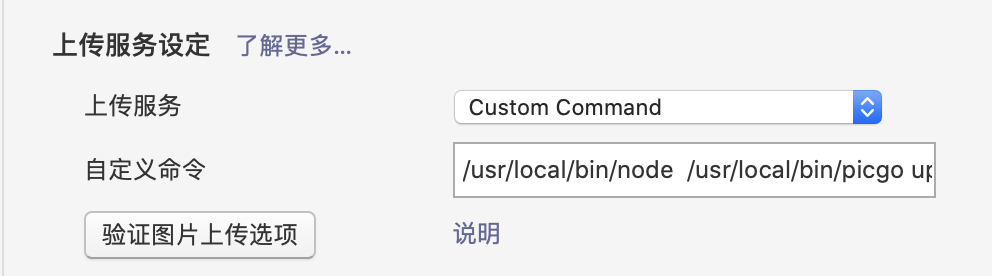 上传服务设定 了解更多...
上传服务 Custom Command
自定义命令 /usr/local/bin/node /usr/local/bin/picgo
验证图片上传选项 说明